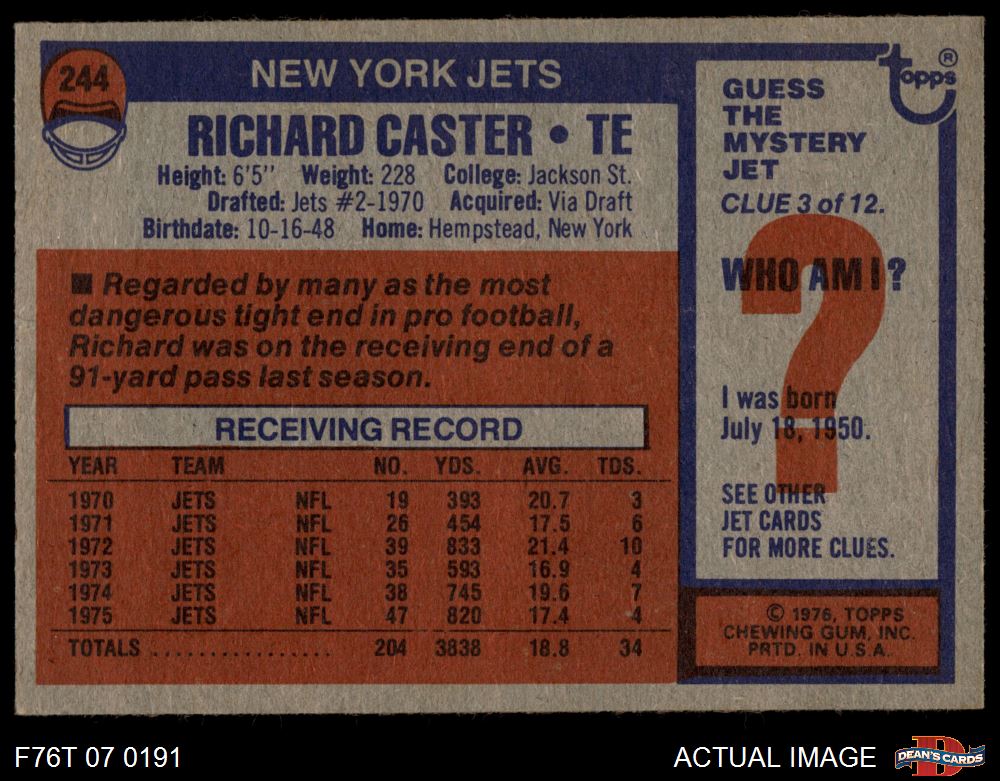 244
NEW YORK JETS
RICHARD CASTER • TE
Height: 6'5" Weight: 228 College: Jackson St.
Drafted: Jets #2-1970 Acquired: Via Draft
Birthdate: 10-16-48 Home: Hempstead, New York
■ Regarded by many as the most
dangerous tight end in pro football,
Richard was on the receiving end of a
91-yard pass last season.
RECEIVING RECORD
YEAR TEAM NO. YDS. AVG. TDS.
1970 JETS NFL 19 393 20.7 3
1971 JETS NFL 26 454 17.5 6
1972 JETS NFL 39 833 21.4 10
1973 JETS NFL 35 593 16.9 4
1974 JETS NFL 38 745 19.6 7
1975 JETS NFL 47 820 17.4 4
TOTALS ................ 204 3838 18.8 34
topps ®
GUESS
THE
MYSTERY
JET
CLUE 3 of 12.
?
WHO AM I?
I was born
July 18, 1950.
SEE OTHER
JET CARDS
FOR MORE CLUES.
© 1976, TOPPS
CHEWING GUM, INC.
PRTD. IN U.S.A.
F76T 07 0191
ACTUAL IMAGE
D
DEAN'S CARDS